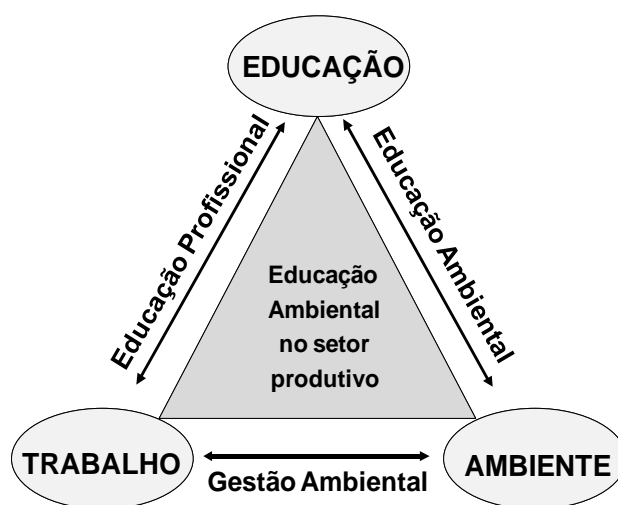 EDUCAÇÃO
Educação Profissional
Educação Ambiental
Educação
Ambiental
no setor
produtivo
TRABALHO
AMBIENTE
Gestão Ambiental